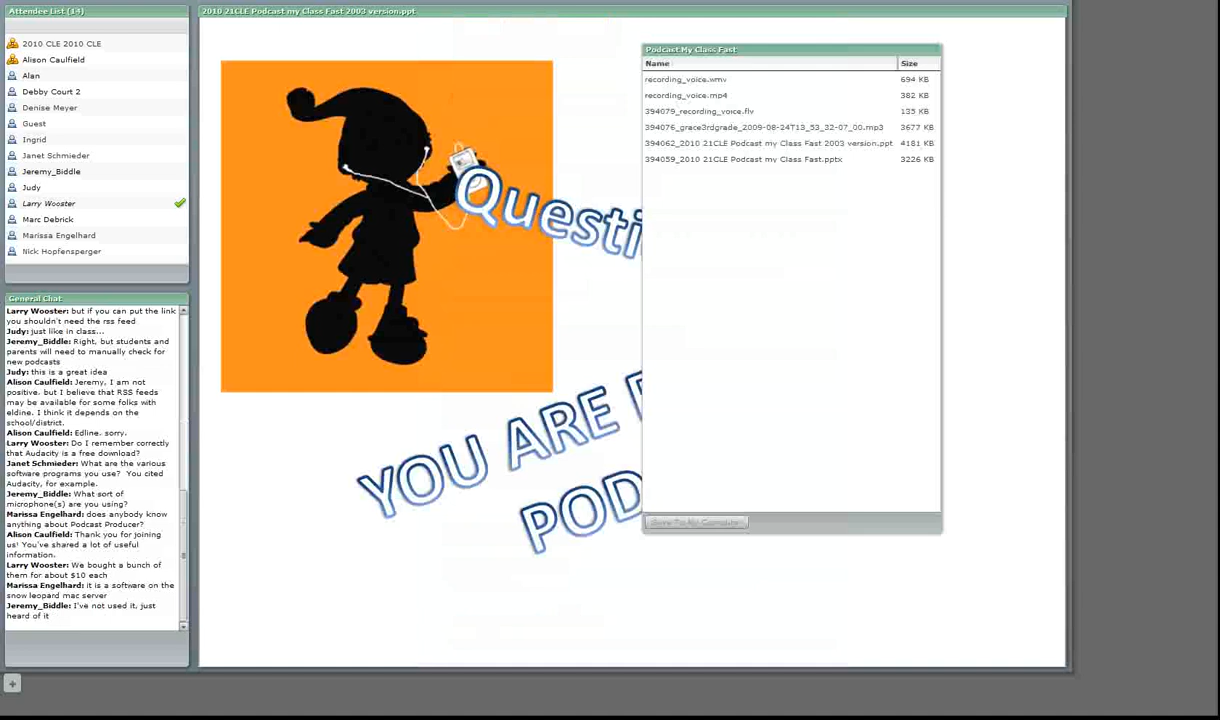 Attendee List (14)
2010 CLE 2010 CLE
Alison Caulfield
Alan
Debby Court 2
Denise Meyer
Guest
Ingrid
Janet Schmieder
Jeremy_Biddle
Judy
Larry Wooster
Marc Debrick
Marissa Engelhard
Nick Hopfensperger
General Chat
Larry Wooster: but if you can put the link
you shouldn't need the rss feed
Judy: just like in class...
Jeremy_Biddle: Right, but students and
parents will need to manually check for
new podcasts
Judy: this is a great idea
Alison Caulfield: Jeremy, I am not
positive, but I believe that RSS feeds
may be available for some folks with
eldine. I think it depends on the
school/district.
Alison Caulfield: Edline. sorry.
Larry Wooster: Do I remember correctly
that Audacity is a free download?
Janet Schmieder: What are the various
software programs you use? You cited
Audacity, for example.
Jeremy_Biddle: What sort of
microphone(s) are you using?
Marissa Engelhard: does anybody know
anything about Podcast Producer?
Alison Caulfield: Thank you for joining
us! You've shared a lot of useful
information.
Larry Wooster: We bought a bunch of
them for about $10 each
Marissa Engelhard: it is a software on the
snow leopard mac server
Jeremy_Biddle: I've not used it, just
heard of it
2010 21CLE Podcast my Class Fast 2003 version.ppt
Questi
YOU ARE
POD
Podcast My Class Fast
Name Size
recording_voice.wmv 694 KB
recording_voice.mp4 382 KB
394079_recording_voice.flv 135 KB
394076_grace3rdgrade_2009-08-24T13_53_32-07_00.mp3 3677 KB
394062_2010 21CLE Podcast my Class Fast 2003 version.ppt 4181 KB
394059_2010 21CLE Podcast my Class Fast.pptx 3226 KB
Save To My Computer